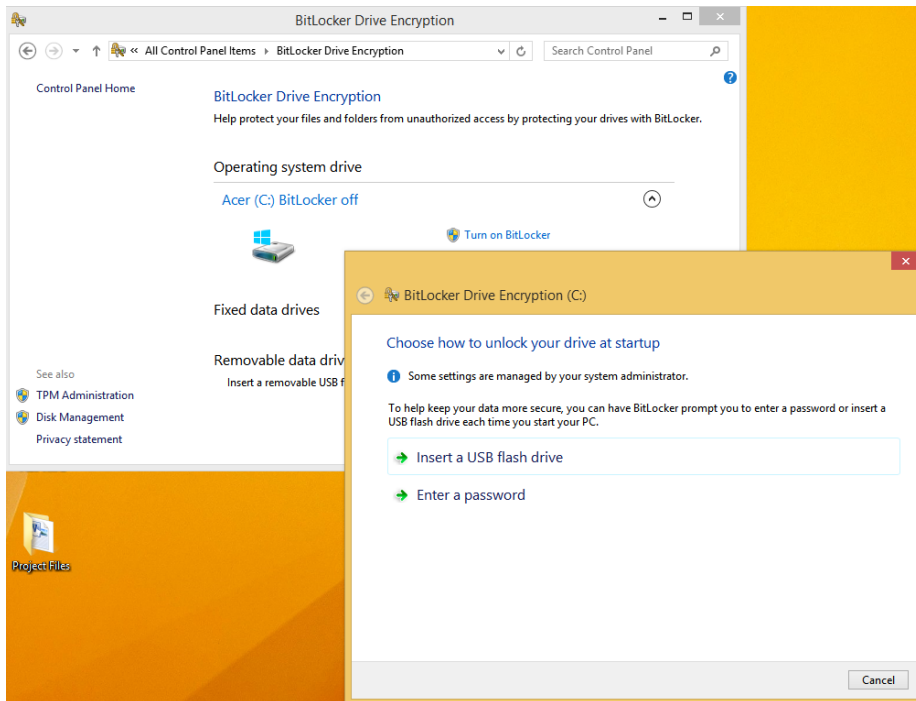 BitLocker Drive Encryption
« All Control Panel Items ▸ BitLocker Drive Encryption
Search Control Panel
Control Panel Home
BitLocker Drive Encryption
Help protect your files and folders from unauthorized access by protecting your drives with BitLocker.
Operating system drive
Acer (C:) BitLocker off
Turn on BitLocker
Fixed data drives
Removable data driv
Insert a removable USB f
See also
TPM Administration
Disk Management
Privacy statement
Project Files
BitLocker Drive Encryption (C:)
Choose how to unlock your drive at startup
Some settings are managed by your system administrator.
To help keep your data more secure, you can have BitLocker prompt you to enter a password or insert a
USB flash drive each time you start your PC.
Insert a USB flash drive
Enter a password
Cancel